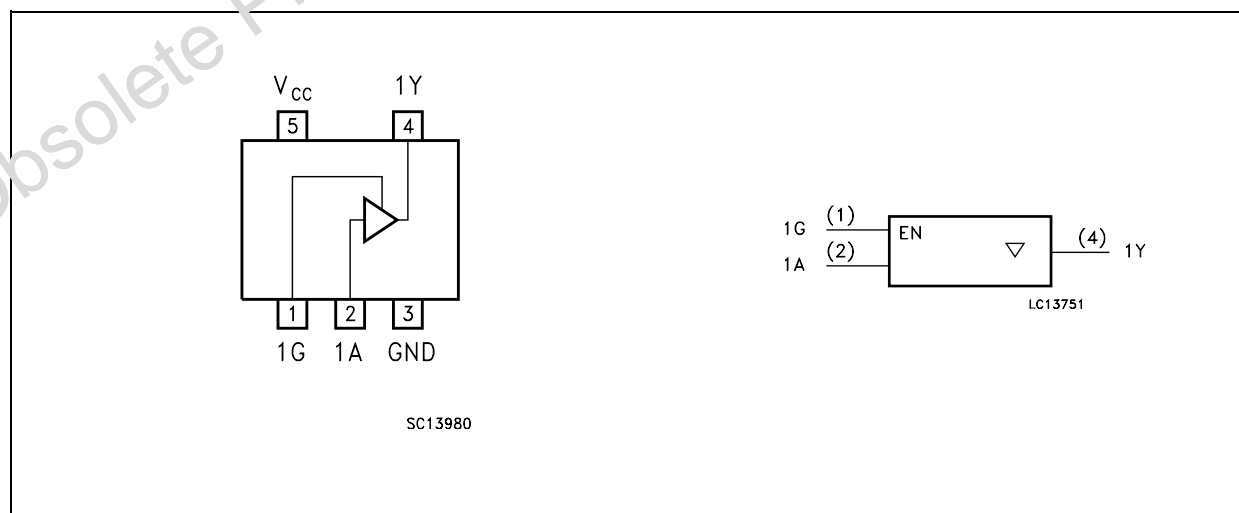 Obsolete
V CC 1Y
5 4
1 2 3
1G 1A GND
SC13980
1G (1) EN
1A (2)
(4) 1Y
LC13751